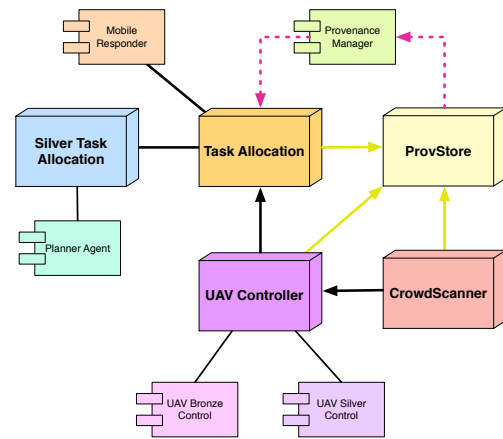 Mobile
Responder
Provenance
Manager
Silver Task
Allocation
Task Allocation
ProvStore
Planner Agent
UAV Controller
CrowdScanner
UAV Bronze
Control
UAV Silver
Control